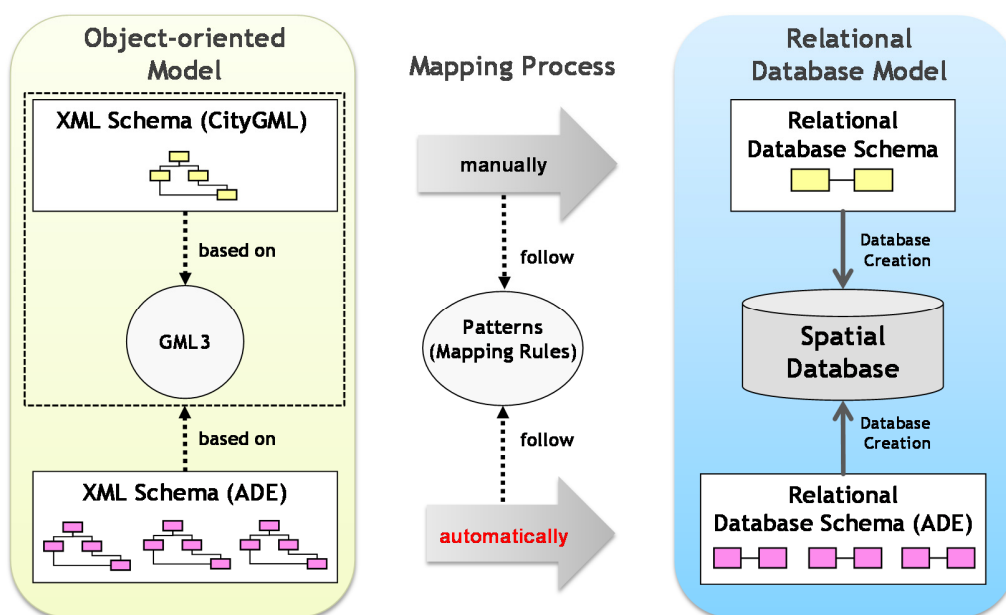 Object-oriented
Model
XML Schema (CityGML)
based on
GML3
based on
XML Schema (ADE)
Mapping Process
manually
follow
Patterns
(Mapping Rules)
follow
automatically
Relational
Database Model
Relational
Database Schema
Database
Creation
Spatial
Database
Database
Creation
Relational
Database Schema (ADE)